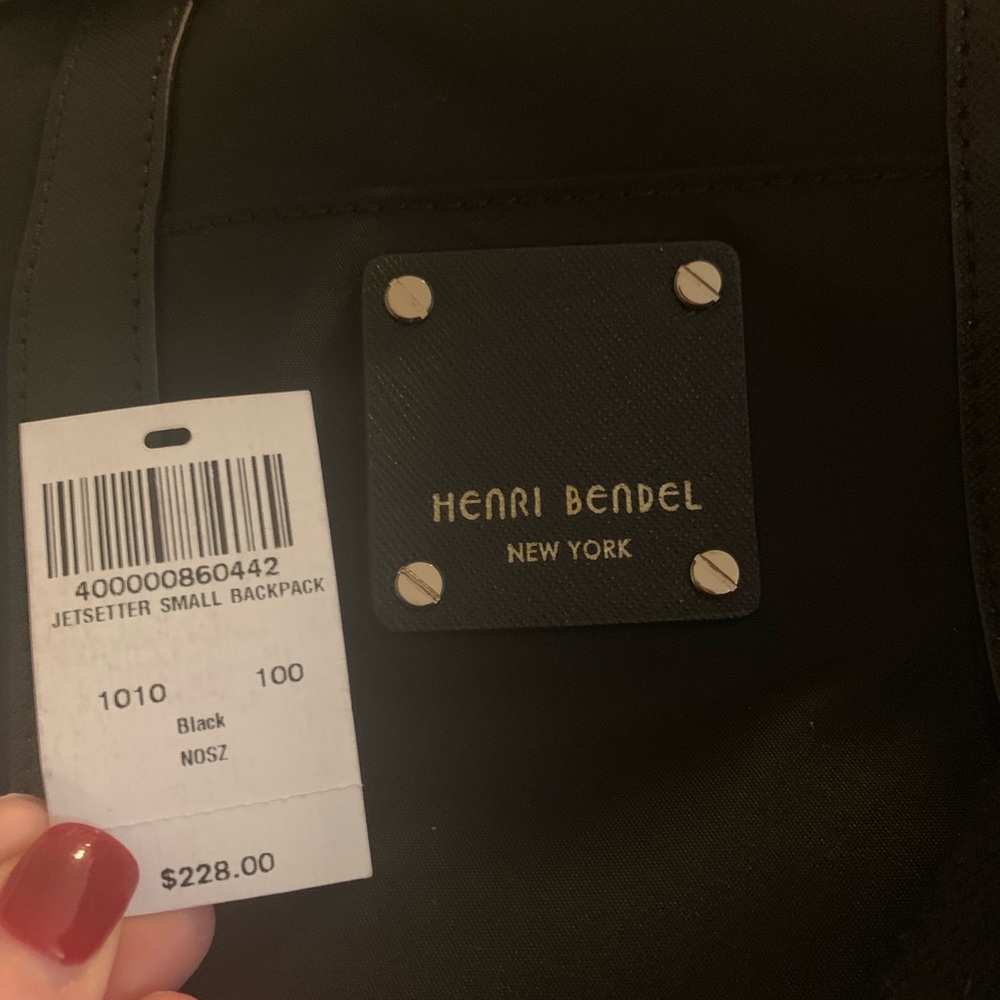 400000860442
JETSETTER SMALL BACKPACK
1010 100
Black
NOSZ
$228.00
HENRI BENDEL
NEW YORK